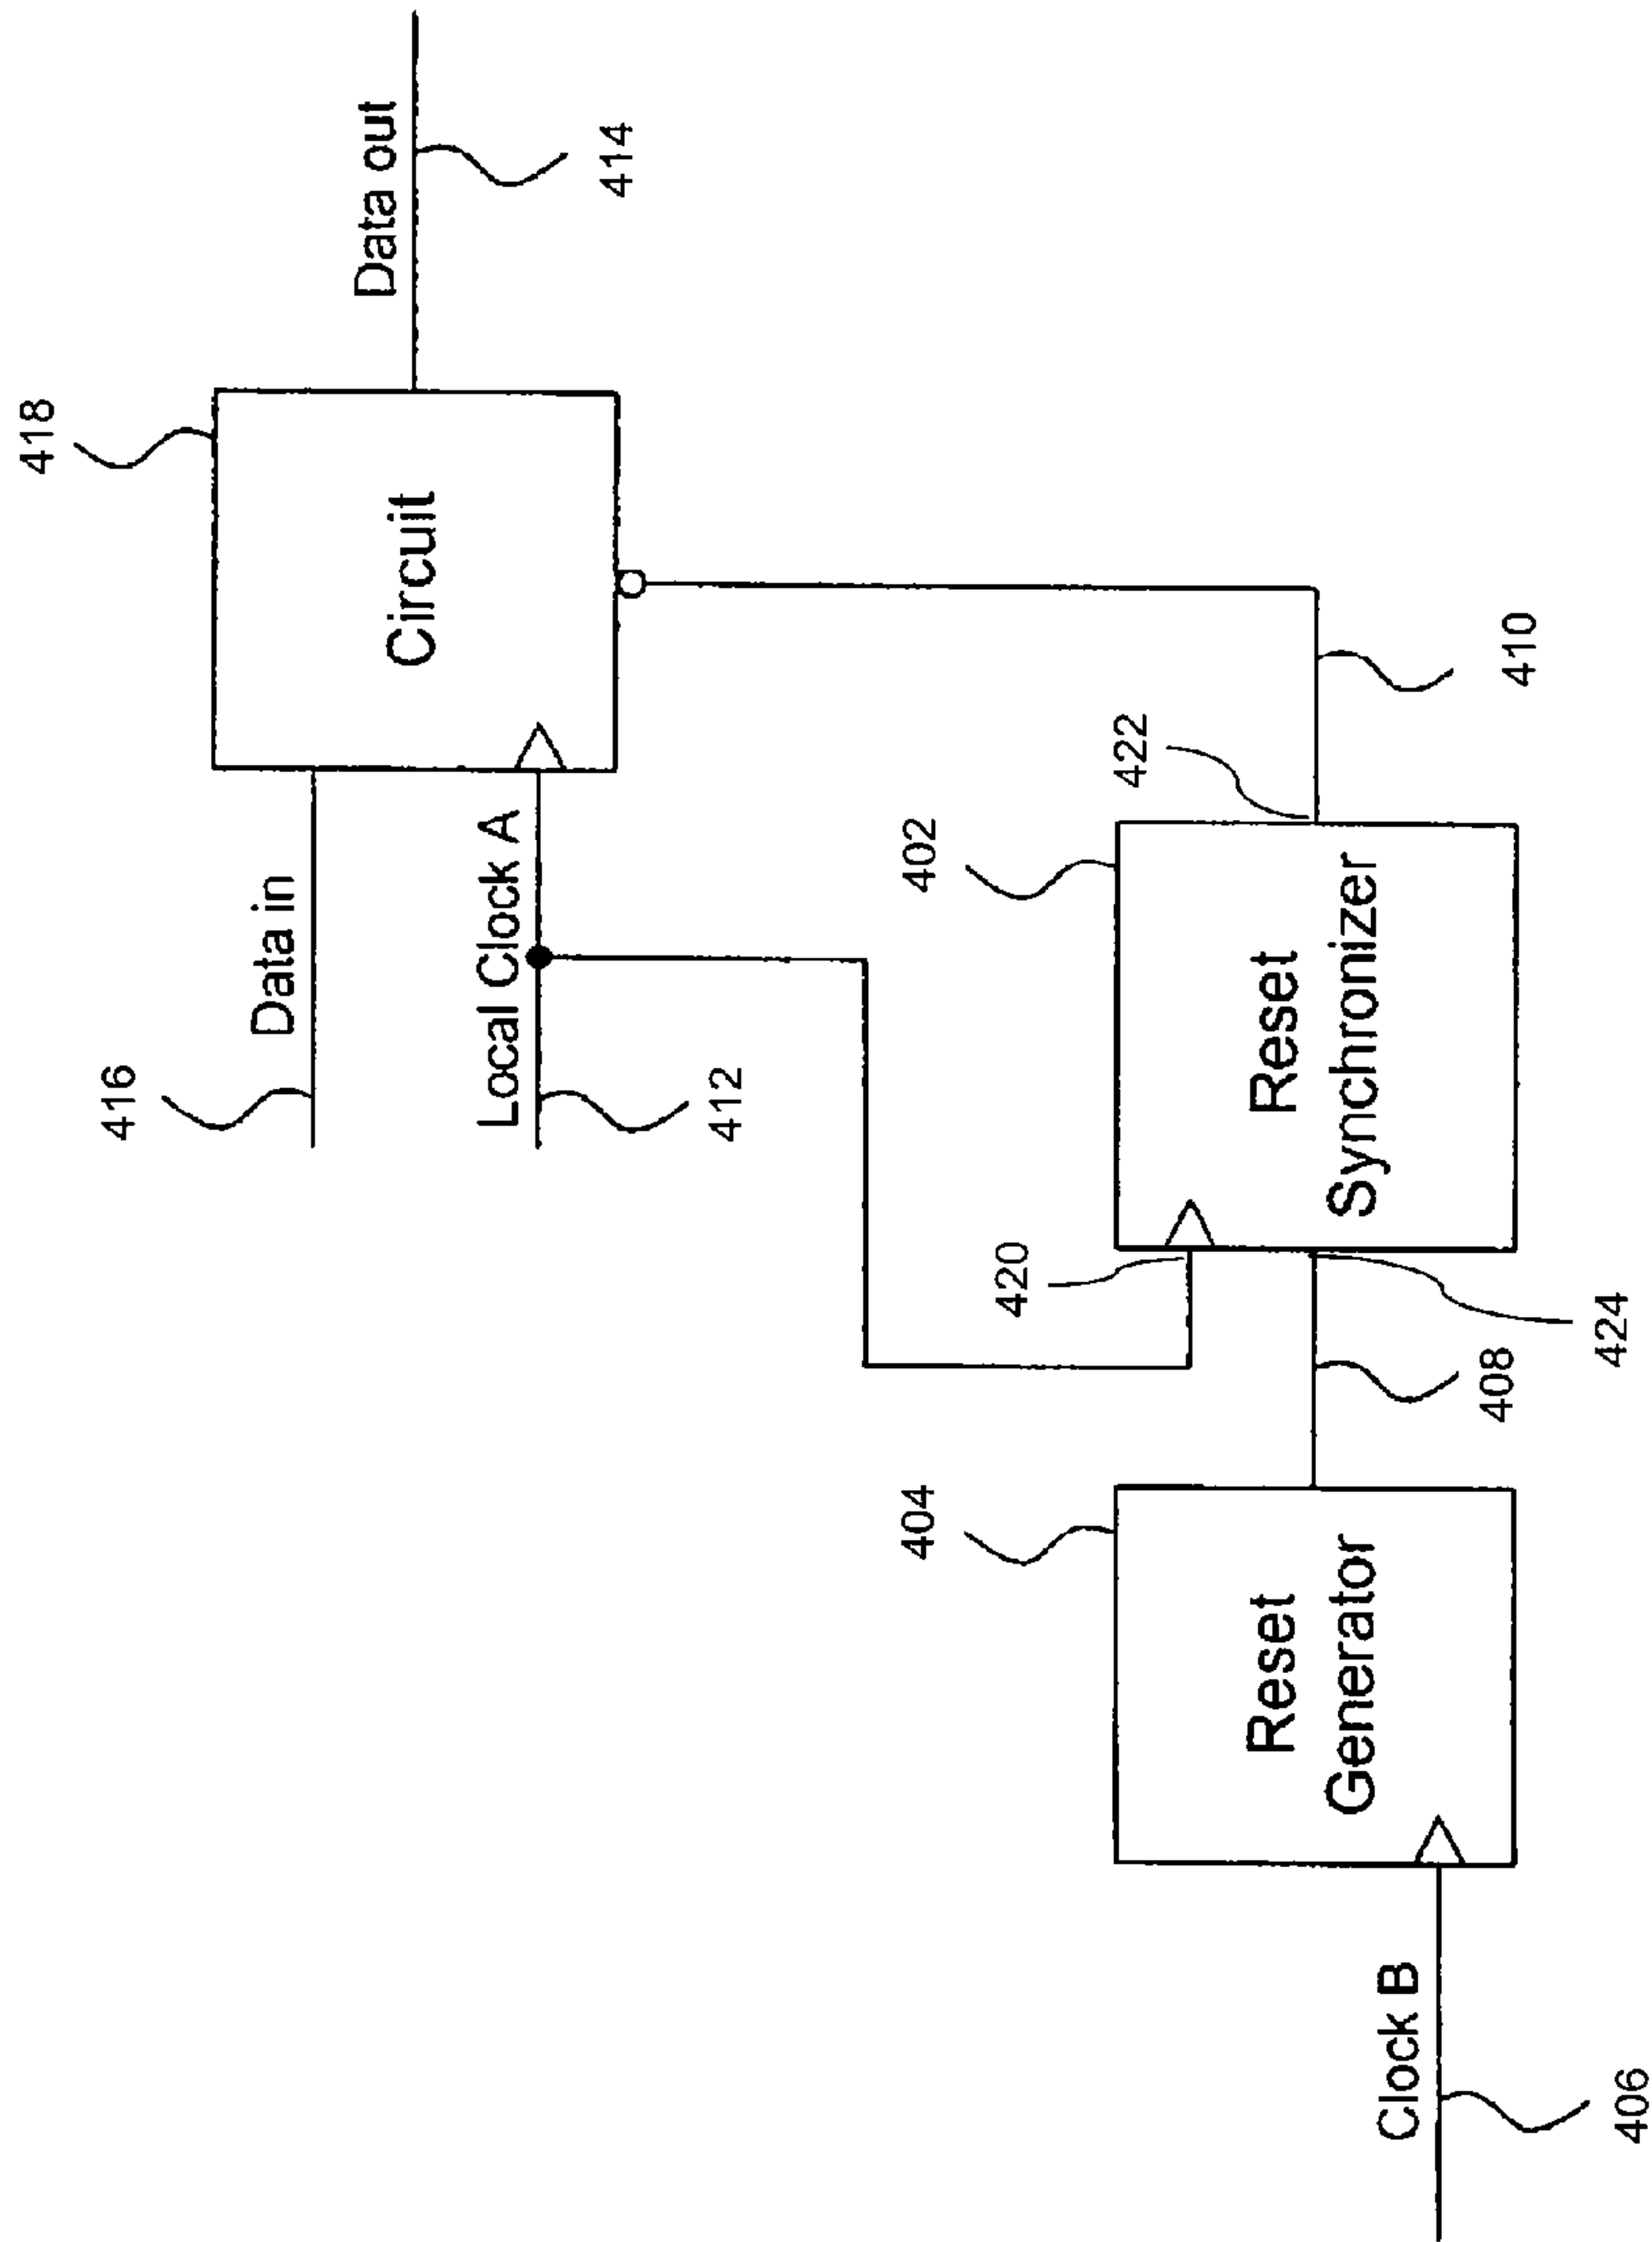 418
Data out
414
Circuit
416
Data in
Local Clock A
412
402
422
410
Reset
Synchronizer
420
424
408
404
Reset
Generator
Clock B
406